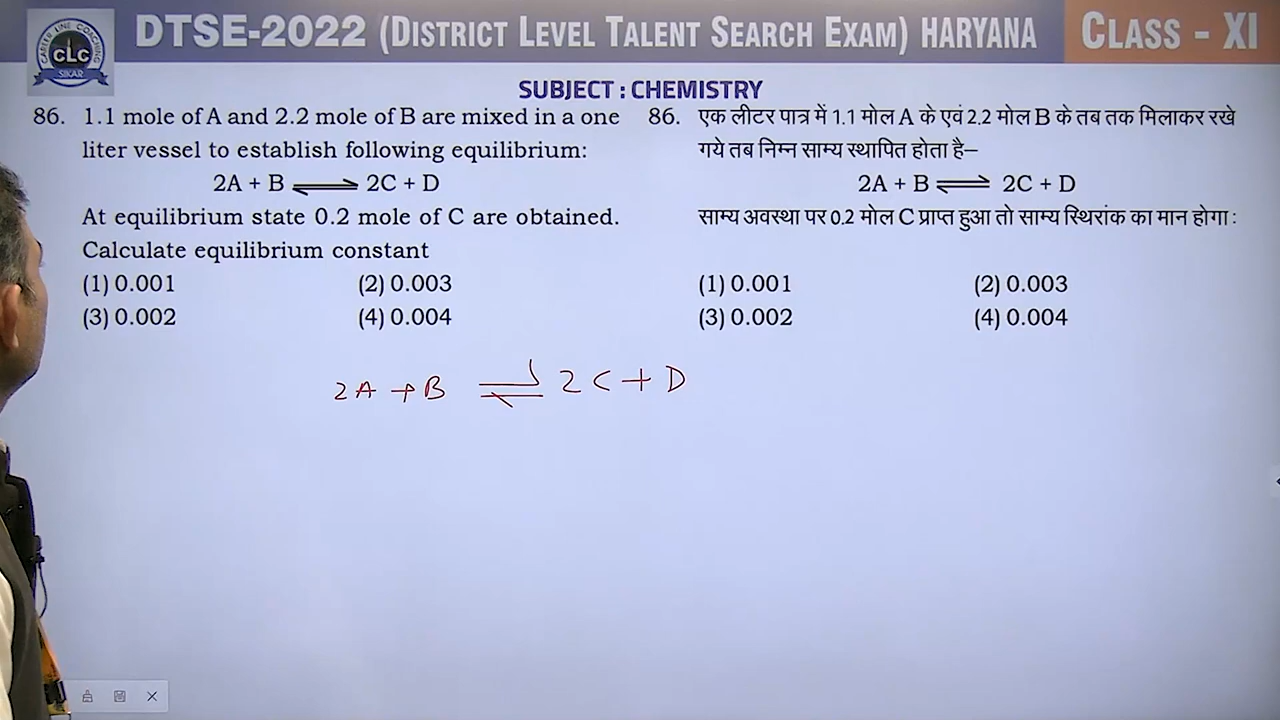 CAREER LINE COACHING
CLC
SIKAR
DTSE-2022 (DISTRICT LEVEL TALENT SEARCH EXAM) HARYANA
CLASS - XI
SUBJECT : CHEMISTRY
86. 1.1 mole of A and 2.2 mole of B are mixed in a one
liter vessel to establish following equilibrium:
2A + B ⇌ 2C + D
At equilibrium state 0.2 mole of C are obtained.
Calculate equilibrium constant
(1) 0.001 (2) 0.003
(3) 0.002 (4) 0.004
86. एक लीटर पात्र में 1.1 मोल A के एवं 2.2 मोल B के तब तक मिलाकर रखे
गये तब निम्न साम्य स्थापित होता है–
2A + B ⇌ 2C + D
साम्य अवस्था पर 0.2 मोल C प्राप्त हुआ तो साम्य स्थिरांक का मान होगा :
(1) 0.001 (2) 0.003
(3) 0.002 (4) 0.004
2A + B ⇌ 2C + D